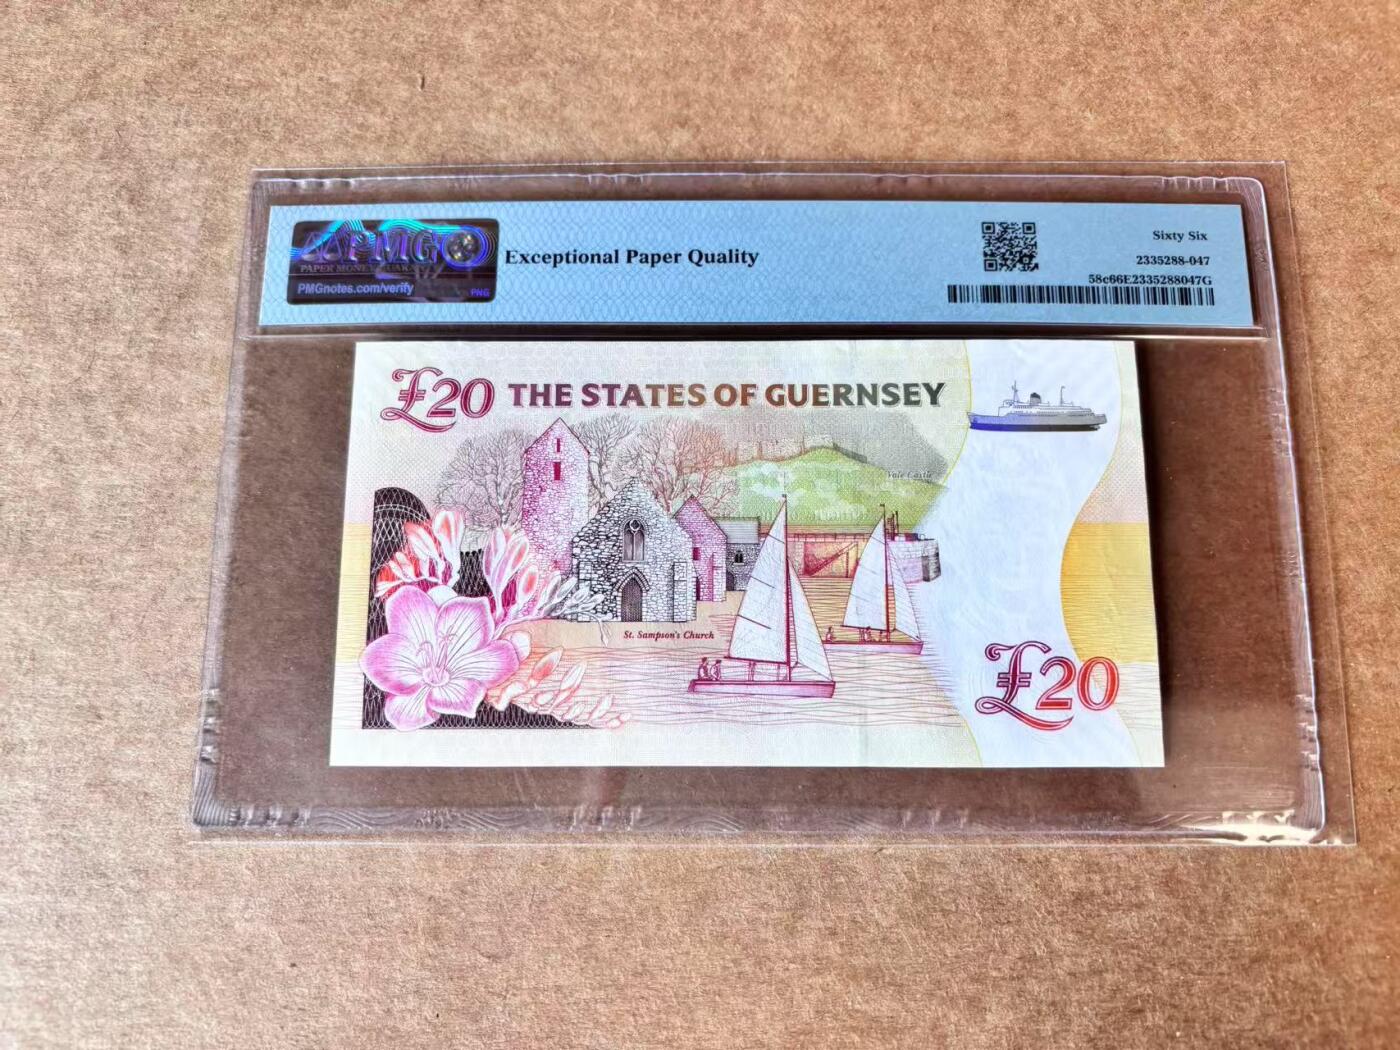 PMG
PAPER MONEY GUARANTY
PMGnotes.com/verify
PNG
Exceptional Paper Quality
Sixty Six
2335288-047
58c66E2335288047G
£20 THE STATES OF GUERNSEY
Vale Castle
St. Sampson's Church
£20